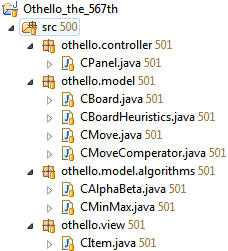 Othello_the_567th
src 500
othello.controller 501
CPanel.java 501
othello.model 501
CBoard.java 501
CBoardHeuristics.java 501
CMove.java 501
CMoveComperator.java 501
othello.model.algorithms 501
CAlphaBeta.java 501
CMinMax.java 501
othello.view 501
CItem.java 501